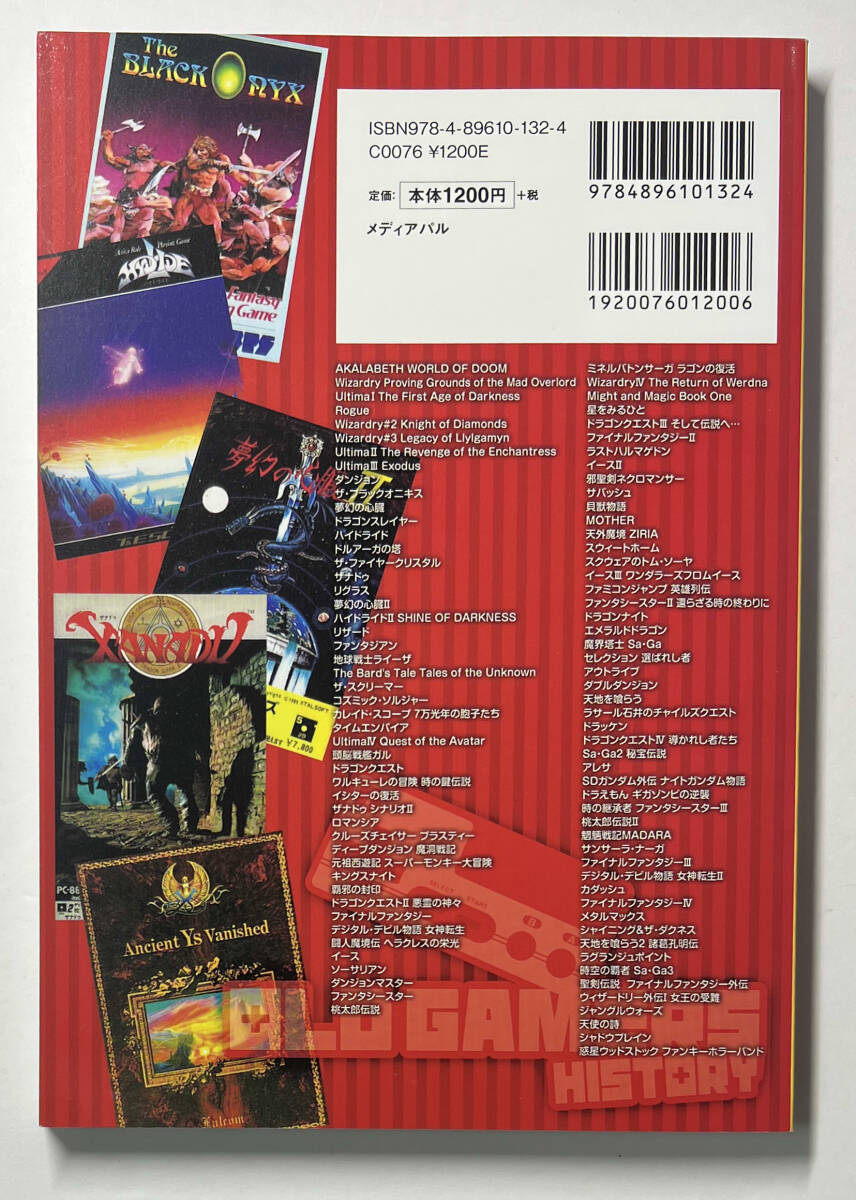 The
BLACK ONYX
Fantasy
Game
Active Role Playing Game
HYDLIDE
ハイドライド
夢幻の心臓II
¥7,800
ザナドゥ
XANADU
PC-88
Ancient Ys Vanished
Falcom
ISBN978-4-89610-132-4
C0076 ¥1200E
定価: 本体1200円 +税
メディアパル
9784896101324
1920076012006
AKALABETH WORLD OF DOOM
Wizardry Proving Grounds of the Mad Overlord
UltimaⅠ The First Age of Darkness
Rogue
Wizardry#2 Knight of Diamonds
Wizardry#3 Legacy of Llylgamyn
UltimaⅡ The Revenge of the Enchantress
UltimaⅢ Exodus
ダンジョン
ザ・ブラックオニキス
夢幻の心臓
ドラゴンスレイヤー
ハイドライド
ドルアーガの塔
ザ・ファイヤークリスタル
ザナドゥ
リグラス
夢幻の心臓Ⅱ
ハイドライドⅡ SHINE OF DARKNESS
リザード
ファンタジアン
地球戦士ライーザ
The Bard's Tale Tales of the Unknown
ザ・スクリーマー
コズミック・ソルジャー
カレイド・スコープ 7万光年の胞子たち
タイムエンパイア
UltimaⅣ Quest of the Avatar
頭脳戦艦ガル
ドラゴンクエスト
ワルキューレの冒険 時の鍵伝説
イシターの復活
ザナドゥ シナリオⅡ
ロマンシア
クルーズチェイサー ブラスティー
ディープダンジョン 魔洞戦記
元祖西遊記 スーパーモンキー大冒険
キングスナイト
覇邪の封印
ドラゴンクエストⅡ 悪霊の神々
ファイナルファンタジー
デジタル・デビル物語 女神転生
闘人魔境伝 ヘラクレスの栄光
イース
ソーサリアン
ダンジョンマスター
ファンタシースター
桃太郎伝説
ミネルバトンサーガ ラゴンの復活
WizardryⅣ The Return of Werdna
Might and Magic Book One
星をみるひと
ドラゴンクエストⅢ そして伝説へ…
ファイナルファンタジーⅡ
ラストハルマゲドン
イースⅡ
邪聖剣ネクロマンサー
サバッシュ
貝獣物語
MOTHER
天外魔境 ZIRIA
スウィートホーム
スクウェアのトム・ソーヤ
イースⅢ ワンダラーズフロムイース
ファミコンジャンプ 英雄列伝
ファンタシースターⅡ 還らざる時の終わりに
ドラゴンナイト
エメラルドドラゴン
魔界塔士 Sa・Ga
セレクション 選ばれし者
アウトライブ
ダブルダンジョン
天地を喰らう
ラサール石井のチャイルズクエスト
ドラッケン
ドラゴンクエストⅣ 導かれし者たち
Sa・Ga2 秘宝伝説
アレサ
SDガンダム外伝 ナイトガンダム物語
ドラえもん ギガゾンビの逆襲
時の継承者 ファンタシースターⅢ
桃太郎伝説Ⅱ
魍魎戦記MADARA
サンサーラ・ナーガ
ファイナルファンタジーⅢ
デジタル・デビル物語 女神転生Ⅱ
カダッシュ
ファイナルファンタジーⅣ
メタルマックス
シャイニング&ザ・ダクネス
天地を喰らう2 諸葛孔明伝
ラグランジュポイント
時空の覇者 Sa・Ga3
聖剣伝説 ファイナルファンタジー外伝
ウィザードリー外伝Ⅰ 女王の受難
ジャングルウォーズ
天使の詩
シャドウブレイン
惑星ウッドストック ファンキーホラーバンド
SELECT
START
B
A
OLD GAMERS
HISTORY